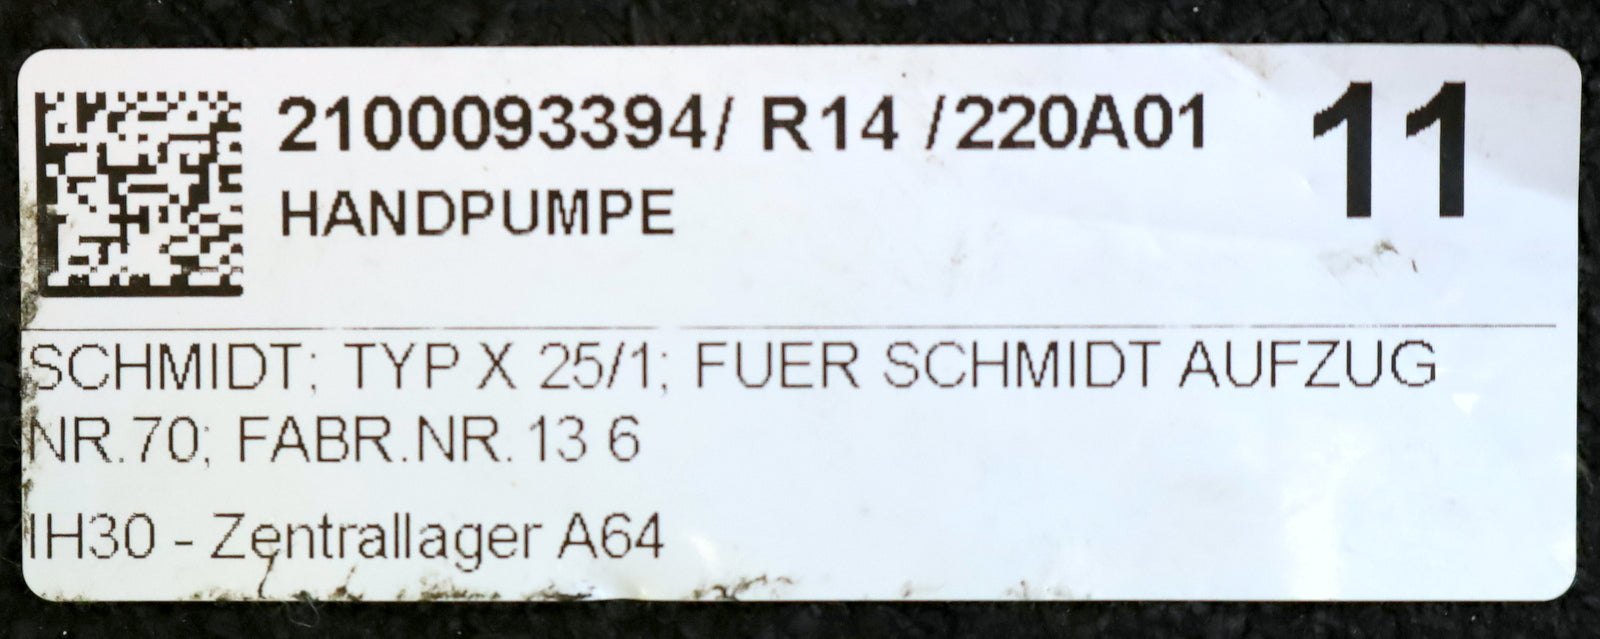 2100093394/ R14 /220A01 11
HANDPUMPE
SCHMIDT; TYP X 25/1; FUER SCHMIDT AUFZUG
NR.70; FABR.NR.13 6
IH30 - Zentrallager A64